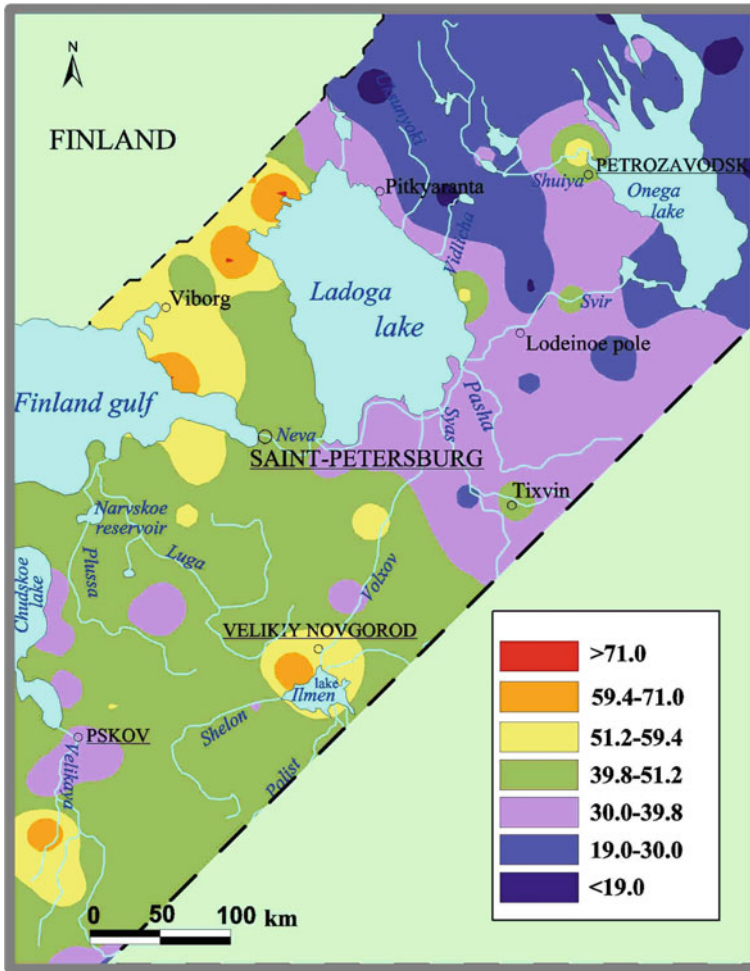 N
FINLAND
Uksunyoki
Pitkyaranta
Vidlicha
Shuiya
PETROZAVODSK
Onega
lake
Viborg
Ladoga
lake
Svir
Lodeinoe pole
Finland gulf
Neva
SAINT-PETERSBURG
Pasha
Syas
Tixvin
Narvskoe
reservoir
Plussa
Luga
Volxov
Chudskoe
lake
VELIKIY NOVGOROD
lake
Ilmen
Shelon
Polist
PSKOV
Velikaya
>71.0
59.4-71.0
51.2-59.4
39.8-51.2
30.0-39.8
19.0-30.0
<19.0
0 50 100 km